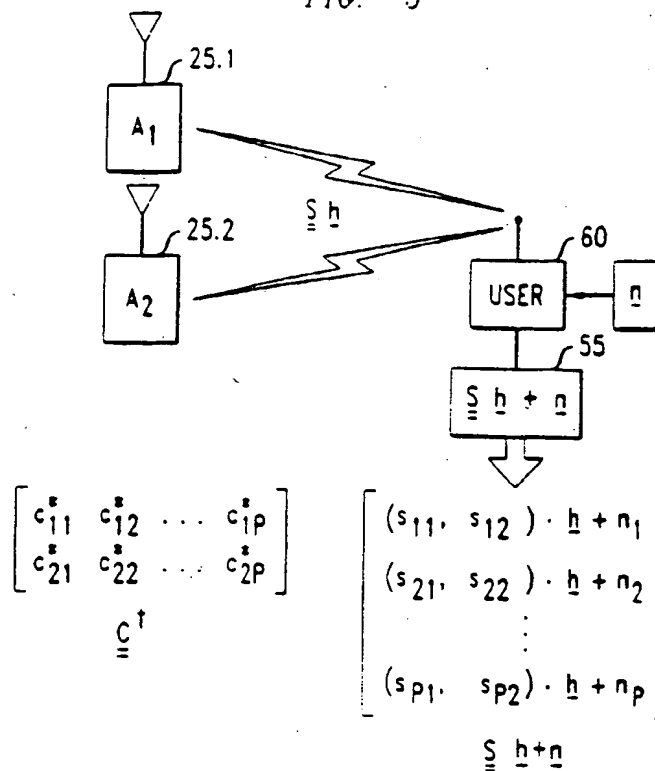 25.1
A₁
25.2
A₂
S̳ h̲
60
USER
n̲
55
S̳ h̲ + n̲
[ c*₁₁ c*₁₂ . . . c*₁P ]
[ c*₂₁ c*₂₂ . . . c*₂P ]
C̳†
(s₁₁, s₁₂) · h̲ + n₁
(s₂₁, s₂₂) · h̲ + n₂
⋮
(sP₁, sP₂) · h̲ + nP
S̳ h̲+n̲